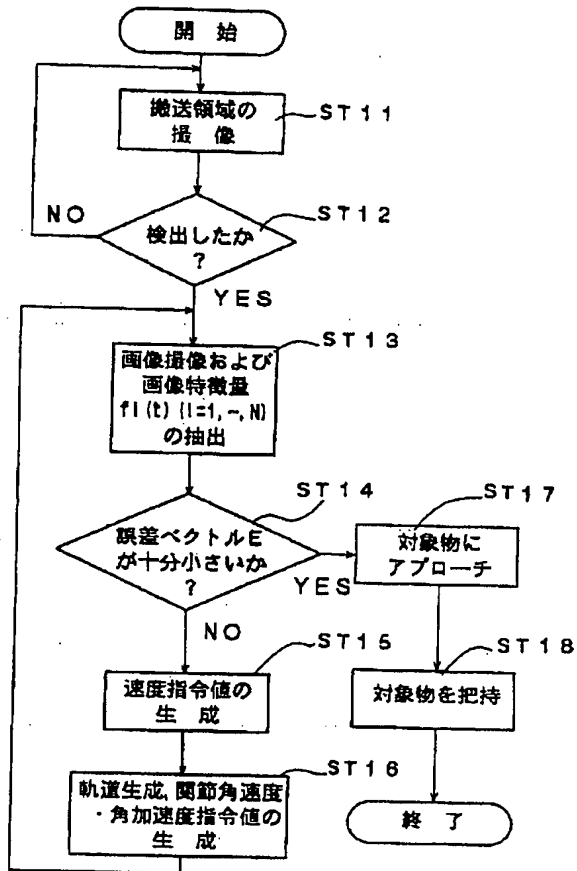 開 始
搬送領域の
撮 像
ST11
NO
ST12
検出したか
?
YES
ST13
画像撮像および
画像特徴量
fi(t)(i=1,~,N)
の抽出
ST14
誤差ベクトルE
が十分小さいか
?
YES
ST17
対象物に
アプローチ
NO
ST15
速度指令値の
生 成
ST18
対象物を把持
ST16
軌道生成、関節角速度
・角加速度指令値の
生 成
終 了